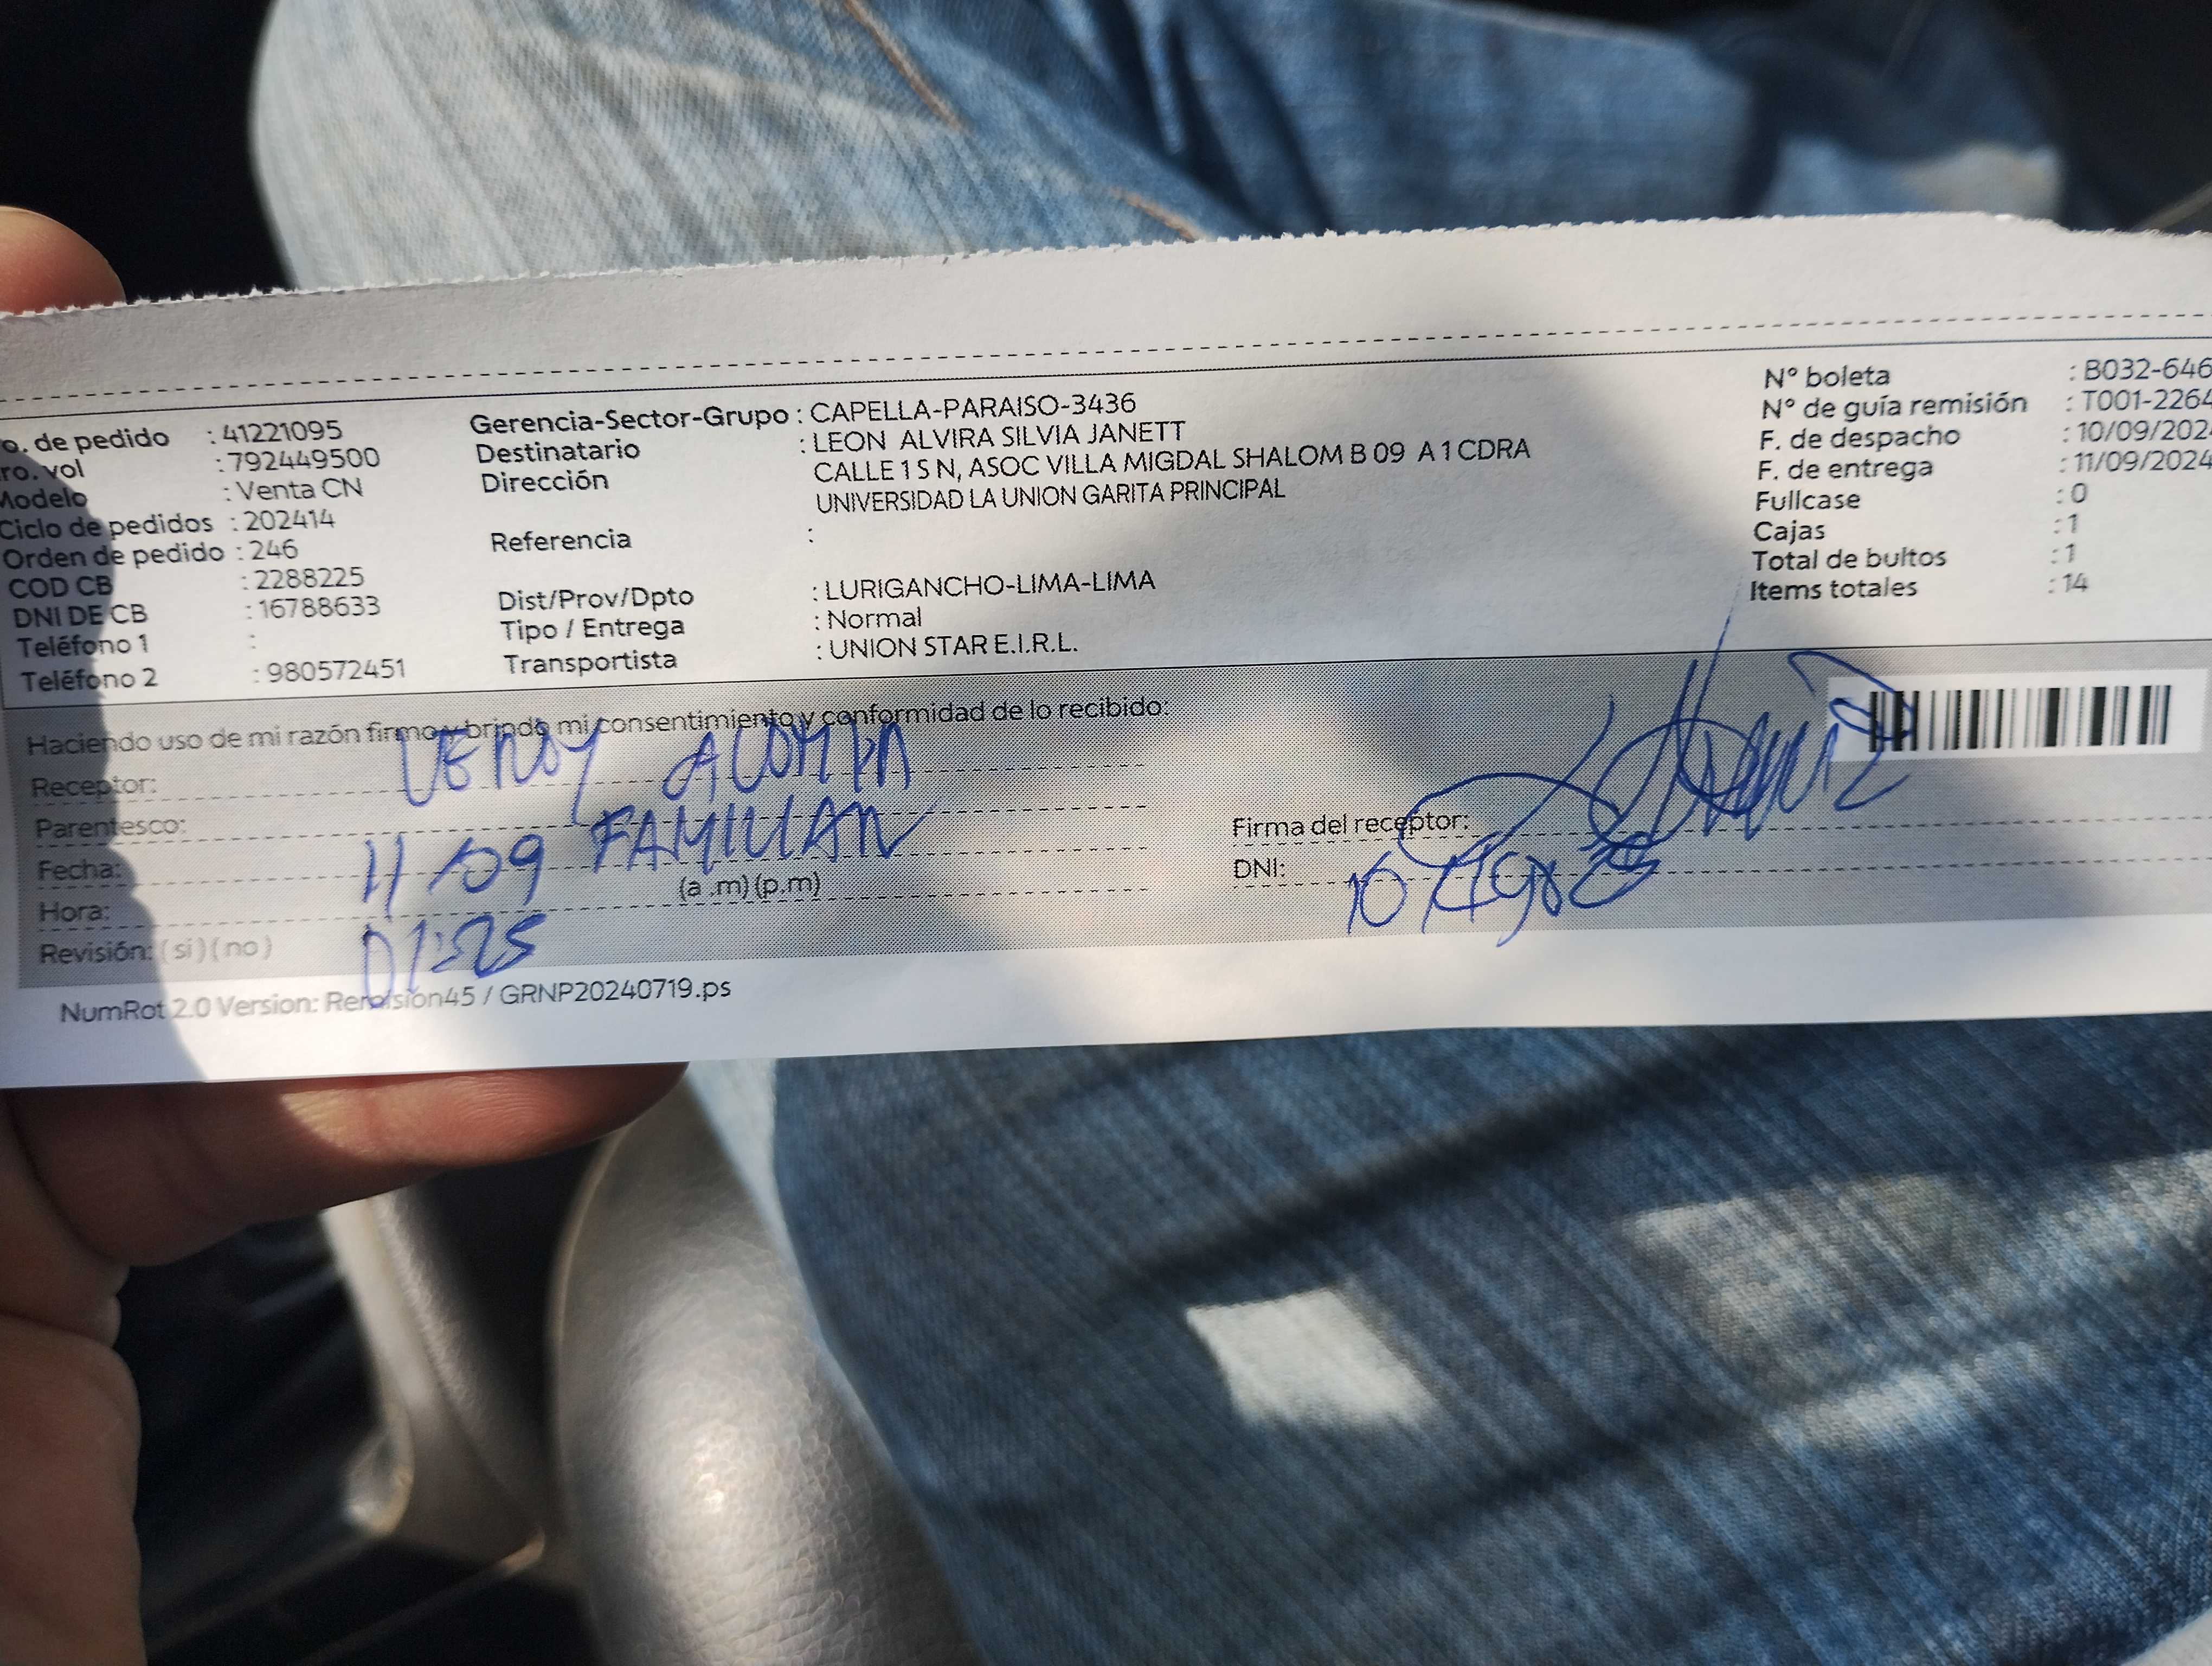 o. de pedido : 41221095
ro. vol : 792449500
Modelo : Venta CN
Ciclo de pedidos : 202414
Orden de pedido : 246
COD CB : 2288225
DNI DE CB : 16788633
Teléfono 1 :
Teléfono 2 : 980572451
Gerencia-Sector-Grupo : CAPELLA-PARAISO-3436
Destinatario : LEON ALVIRA SILVIA JANETT
Dirección CALLE 1 S N, ASOC VILLA MIGDAL SHALOM B 09 A 1 CDRA
UNIVERSIDAD LA UNION GARITA PRINCIPAL
Referencia :
Dist/Prov/Dpto : LURIGANCHO-LIMA-LIMA
Tipo / Entrega : Normal
Transportista : UNION STAR E.I.R.L.
N° boleta : B032-646
N° de guía remisión : T001-2264
F. de despacho : 10/09/202
F. de entrega : 11/09/2024
Fullcase : 0
Cajas : 1
Total de bultos : 1
Items totales : 14
Haciendo uso de mi razón firmo y brindo mi consentimiento y conformidad de lo recibido:
Receptor:
Parentesco: FAMILIAR
Fecha: 11/09
Hora: (a .m) (p.m)
Revisión: (si) (no)
Firma del receptor:
DNI:
NumRot 2.0 Version: Remision45 / GRNP20240719.ps